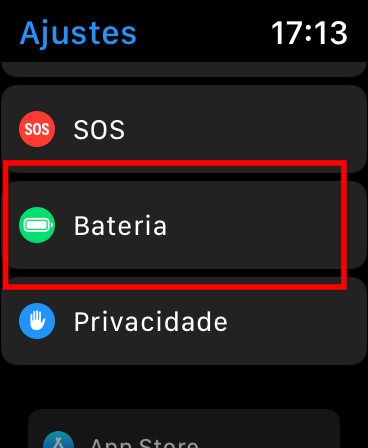 Ajustes 17:13
SOS SOS
Bateria
Privacidade
App Store